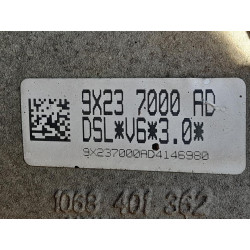 9X23 7000 AD
DSL*V6*3.0*
9X237000AD4146980
1068 401 362